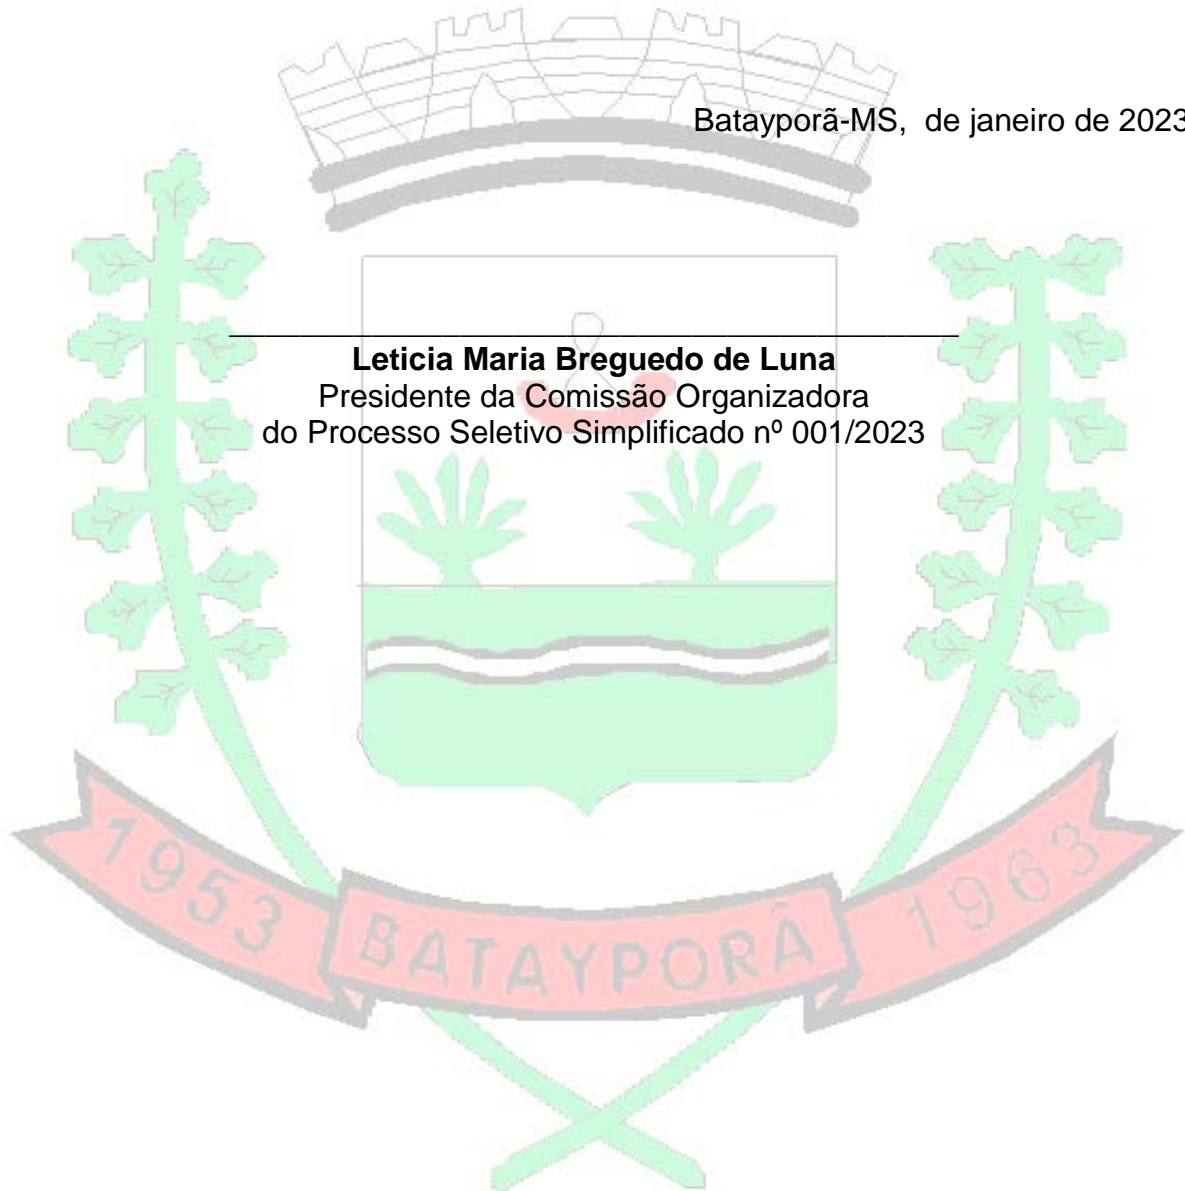 Batayporã-MS,  de janeiro de 2023
Leticia Maria Breguedo de Luna
Presidente da Comissão Organizadora
do Processo Seletivo Simplificado nº 001/2023
1953
BATAYPORÃ
1963